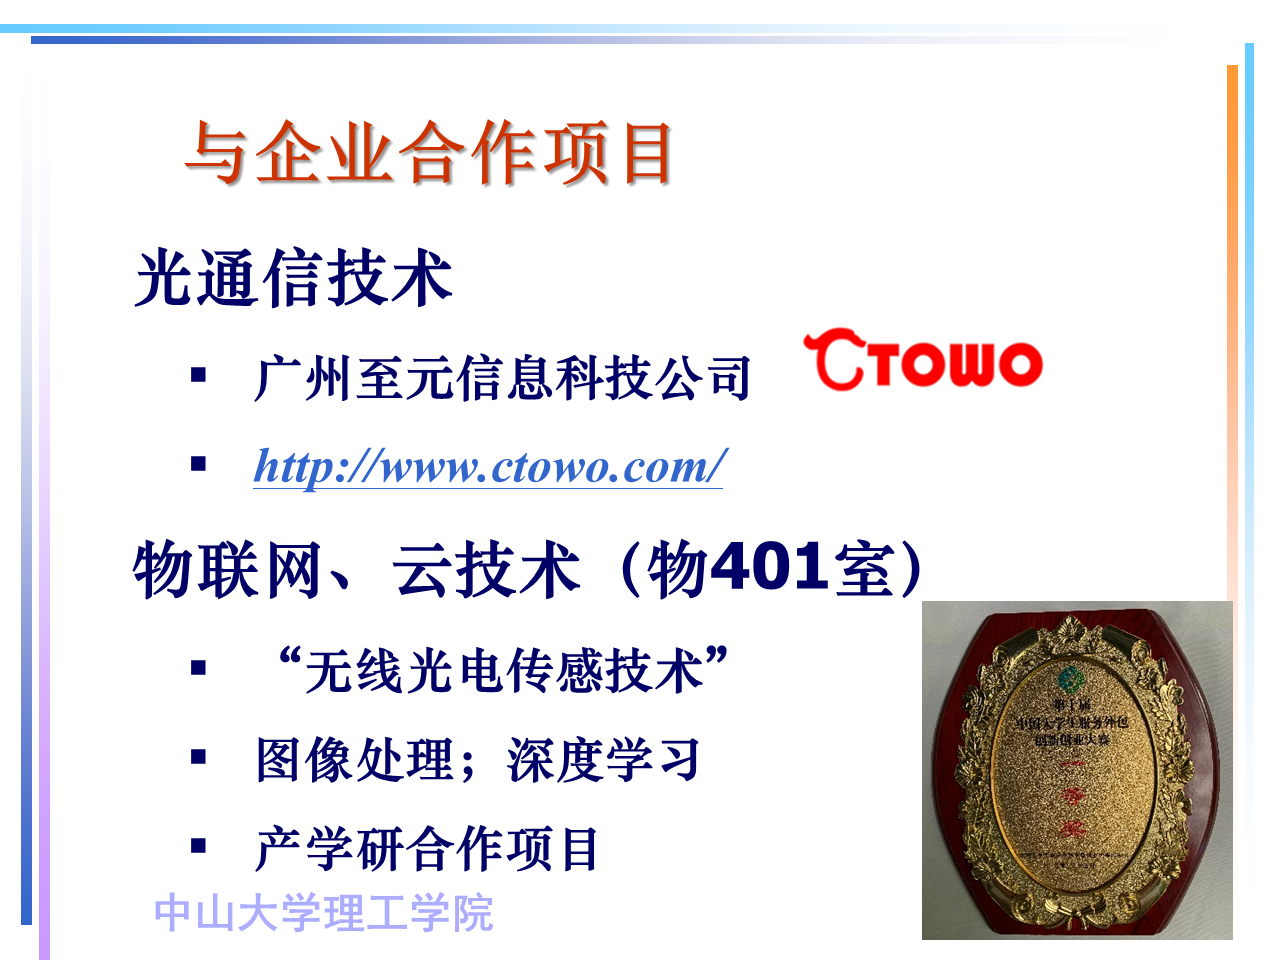 与企业合作项目
光通信技术
▪ 广州至元信息科技公司
CTOWO
▪ http://www.ctowo.com/
物联网、云技术（物401室）
▪ “无线光电传感技术”
▪ 图像处理；深度学习
▪ 产学研合作项目
中山大学理工学院
第十届
中国大学生服务外包
创新创业大赛
一
等
奖